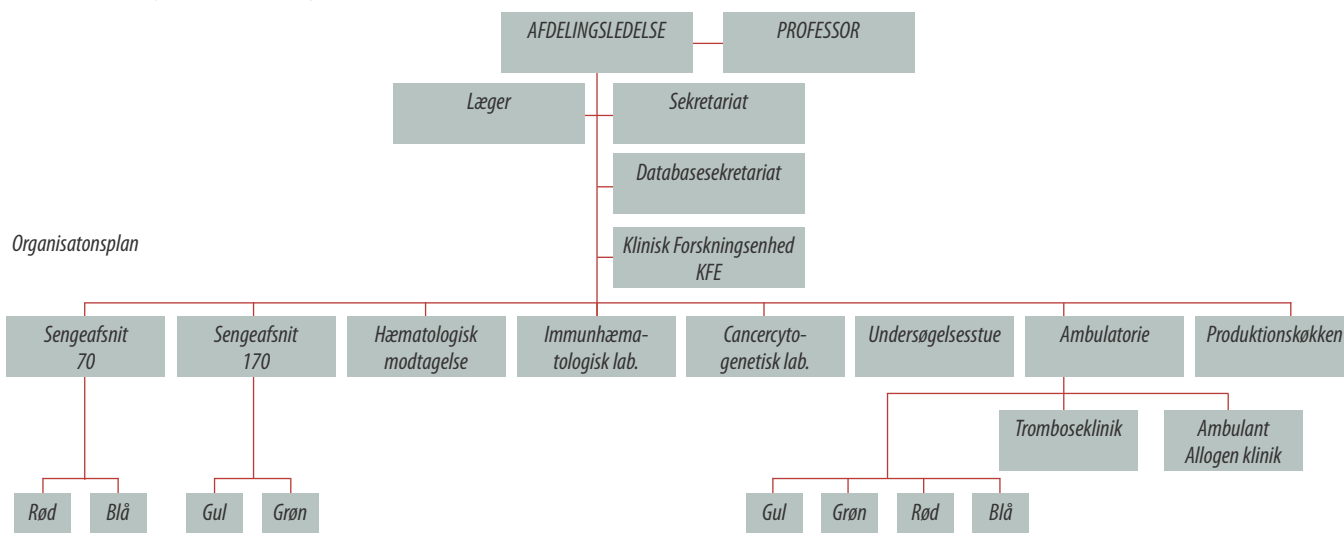 AFDELINGSLEDELSE
PROFESSOR
Læger
Sekretariat
Databasesekretariat
Organisatonsplan
Klinisk Forskningsenhed
KFE
Sengeafsnit
70
Sengeafsnit
170
Hæmatologisk
modtagelse
Immunhæma-
tologisk lab.
Cancercyto-
genetisk lab.
Undersøgelsesstue
Ambulatorie
Produktionskøkken
Tromboseklinik
Ambulant
Allogen klinik
Rød
Blå
Gul
Grøn
Gul
Grøn
Rød
Blå